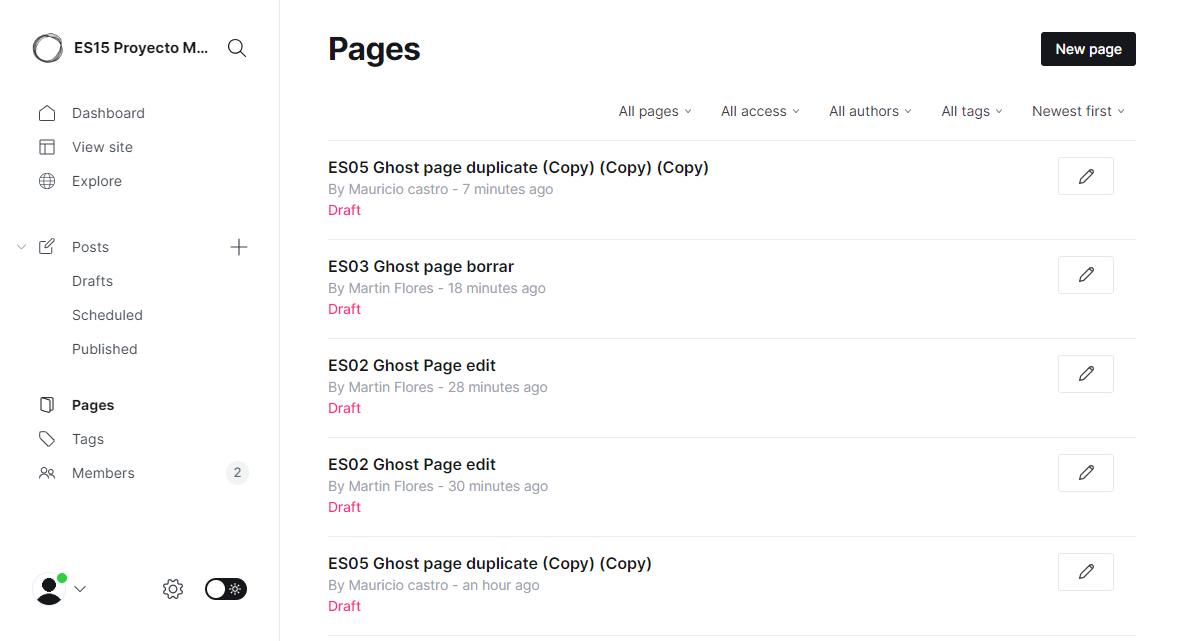 ES15 Proyecto M...
Dashboard
View site
Explore
Posts
Drafts
Scheduled
Published
Pages
Tags
Members 2
Pages
New page
All pages All access All authors All tags Newest first
ES05 Ghost page duplicate (Copy) (Copy) (Copy)
By Mauricio castro - 7 minutes ago
Draft
ES03 Ghost page borrar
By Martin Flores - 18 minutes ago
Draft
ES02 Ghost Page edit
By Martin Flores - 28 minutes ago
Draft
ES02 Ghost Page edit
By Martin Flores - 30 minutes ago
Draft
ES05 Ghost page duplicate (Copy) (Copy)
By Mauricio castro - an hour ago
Draft